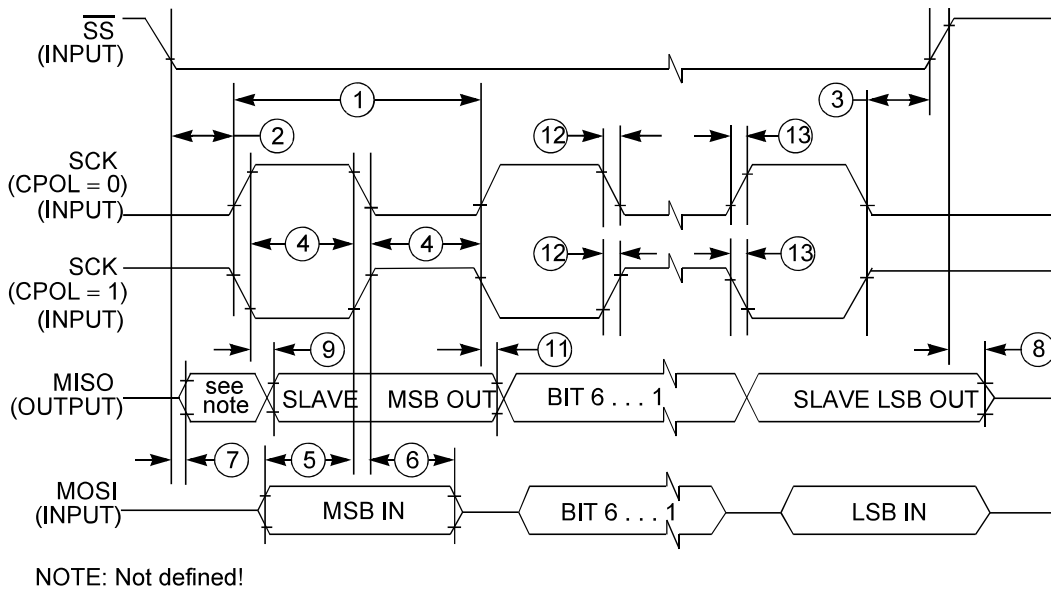 SS
(INPUT)
1
3
2
12
13
SCK
(CPOL = 0)
(INPUT)
4
4
SCK
(CPOL = 1)
(INPUT)
12
13
9
11
8
MISO
(OUTPUT)
see
note
SLAVE MSB OUT
BIT 6 . . . 1
SLAVE LSB OUT
7
5
6
MOSI
(INPUT)
MSB IN
BIT 6 . . . 1
LSB IN
NOTE: Not defined!